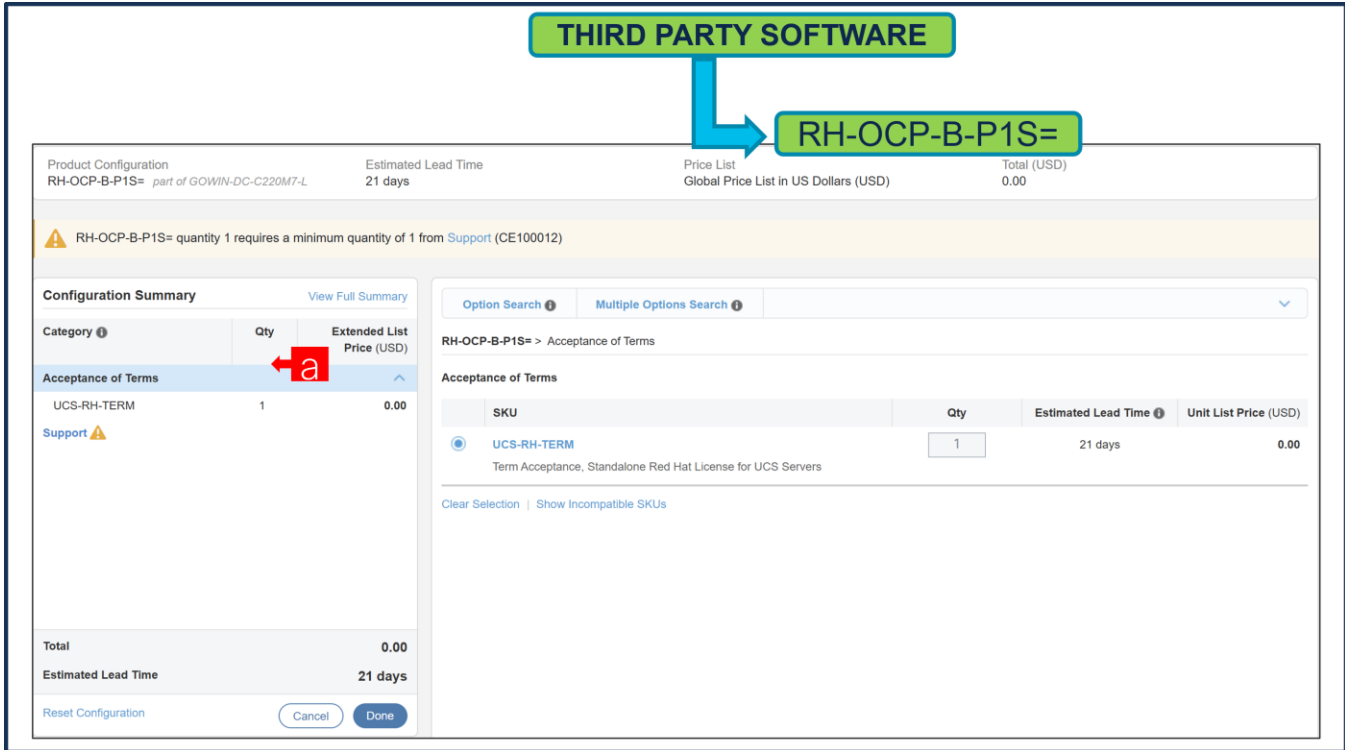 THIRD PARTY SOFTWARE
RH-OCP-B-P1S=
Product Configuration
RH-OCP-B-P1S= part of GOWIN-DC-C220M7-L
Estimated Lead Time
21 days
Price List
Global Price List in US Dollars (USD)
Total (USD)
0.00
RH-OCP-B-P1S= quantity 1 requires a minimum quantity of 1 from Support (CE100012)
Configuration Summary View Full Summary
Category Qty Extended List
Price (USD)
a
Acceptance of Terms
UCS-RH-TERM 1 0.00
Support
Total 0.00
Estimated Lead Time 21 days
Reset Configuration Cancel Done
Option Search Multiple Options Search
RH-OCP-B-P1S= > Acceptance of Terms
Acceptance of Terms
SKU Qty Estimated Lead Time Unit List Price (USD)
UCS-RH-TERM 1 21 days 0.00
Term Acceptance, Standalone Red Hat License for UCS Servers
Clear Selection | Show Incompatible SKUs